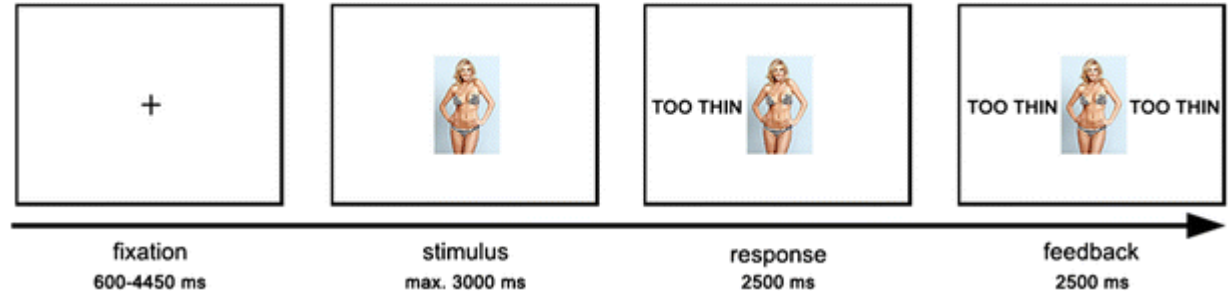 +
TOO THIN
TOO THIN TOO THIN
fixation stimulus response feedback
600-4450 ms max. 3000 ms 2500 ms 2500 ms